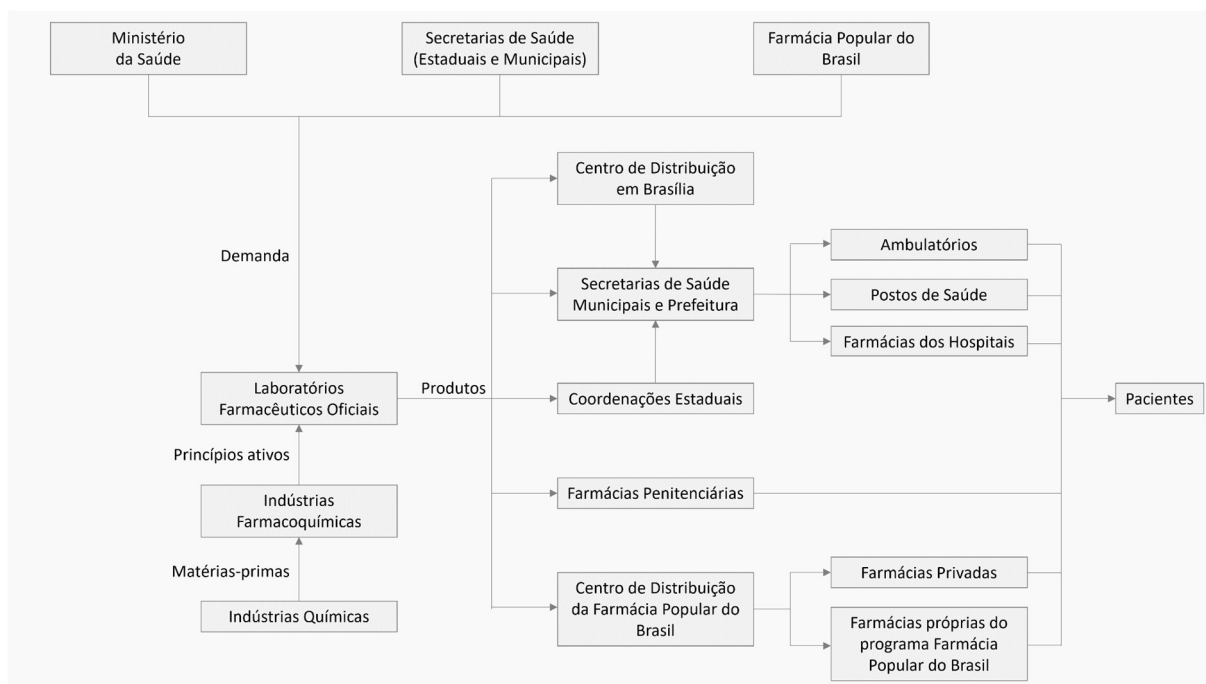 Ministério
da Saúde
Secretarias de Saúde
(Estaduais e Municipais)
Farmácia Popular do
Brasil
Centro de Distribuição
em Brasília
Demanda
Ambulatórios
Secretarias de Saúde
Municipais e Prefeitura
Postos de Saúde
Farmácias dos Hospitais
Laboratórios
Farmacêuticos Oficiais
Produtos
Coordenações Estaduais
Pacientes
Princípios ativos
Indústrias
Farmacoquímicas
Farmácias Penitenciárias
Matérias-primas
Indústrias Químicas
Centro de Distribuição
da Farmácia Popular do
Brasil
Farmácias Privadas
Farmácias próprias do
programa Farmácia
Popular do Brasil